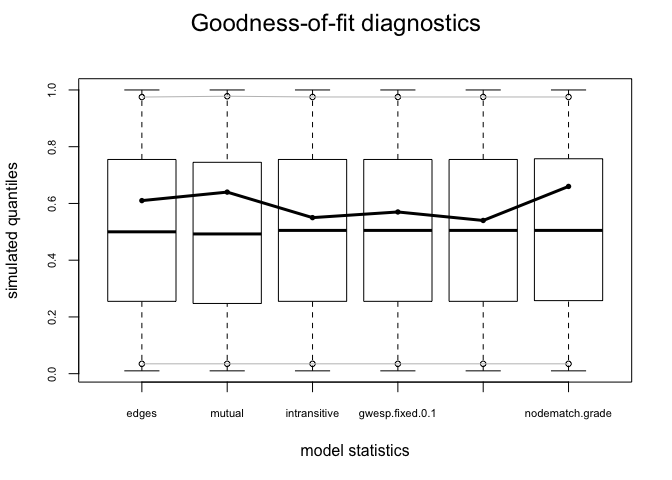 Goodness-of-fit diagnostics
simulated quantiles
1.0
0.8
0.6
0.4
0.2
0.0
edges mutual intransitive gwesp.fixed.0.1 nodematch.grade
model statistics